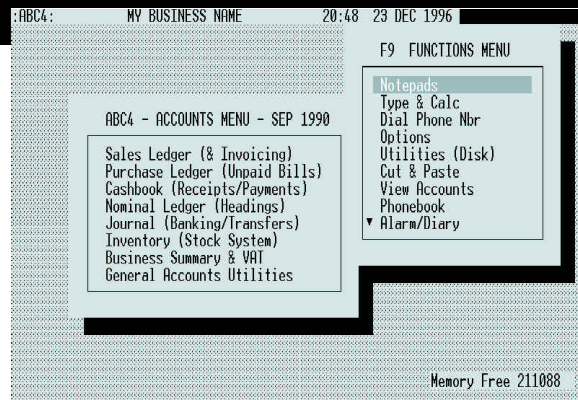 :ABC4: MY BUSINESS NAME 20:48 23 DEC 1996
F9 FUNCTIONS MENU
Notepads
Type & Calc
Dial Phone Nbr
Options
Utilities (Disk)
Cut & Paste
View Accounts
Phonebook
▼ Alarm/Diary
ABC4 - ACCOUNTS MENU - SEP 1990
Sales Ledger (& Invoicing)
Purchase Ledger (Unpaid Bills)
Cashbook (Receipts/Payments)
Nominal Ledger (Headings)
Journal (Banking/Transfers)
Inventory (Stock System)
Business Summary & VAT
General Accounts Utilities
Memory Free 211088